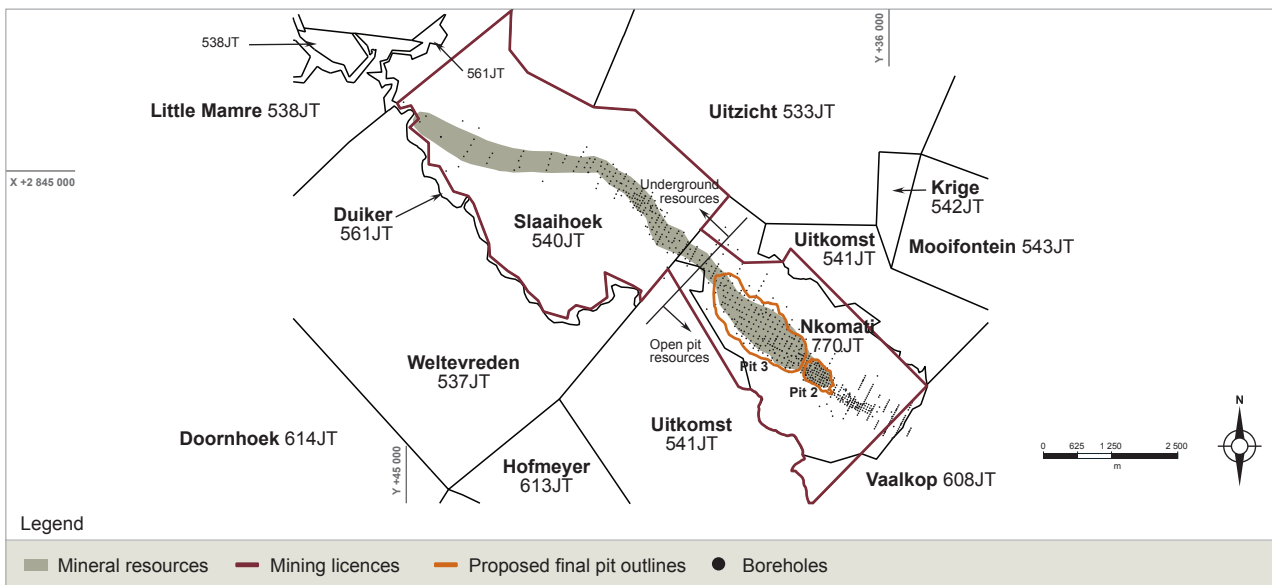 538JT
561JT
Y +36 000
Little Mamre 538JT
Uitzicht 533JT
X +2 845 000
Underground
resources
Krige
542JT
Duiker
561JT
Slaaihoek
540JT
Uitkomst
541JT
Mooifontein 543JT
Nkomati
770JT
Open pit
resources
Pit 3
Pit 2
Weltevreden
537JT
Uitkomst
541JT
Doornhoek 614JT
Y +45 000
Hofmeyer
613JT
Vaalkop 608JT
N
0 625 1 250 2 500
m
Legend
Mineral resources Mining licences Proposed final pit outlines Boreholes